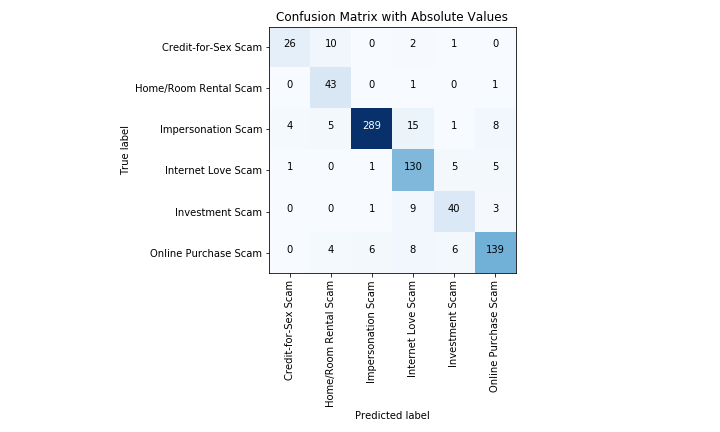 Confusion Matrix with Absolute Values
True label
Credit-for-Sex Scam 26 10 0 2 1 0
Home/Room Rental Scam 0 43 0 1 0 1
Impersonation Scam 4 5 289 15 1 8
Internet Love Scam 1 0 1 130 5 5
Investment Scam 0 0 1 9 40 3
Online Purchase Scam 0 4 6 8 6 139
Credit-for-Sex Scam
Home/Room Rental Scam
Impersonation Scam
Internet Love Scam
Investment Scam
Online Purchase Scam
Predicted label